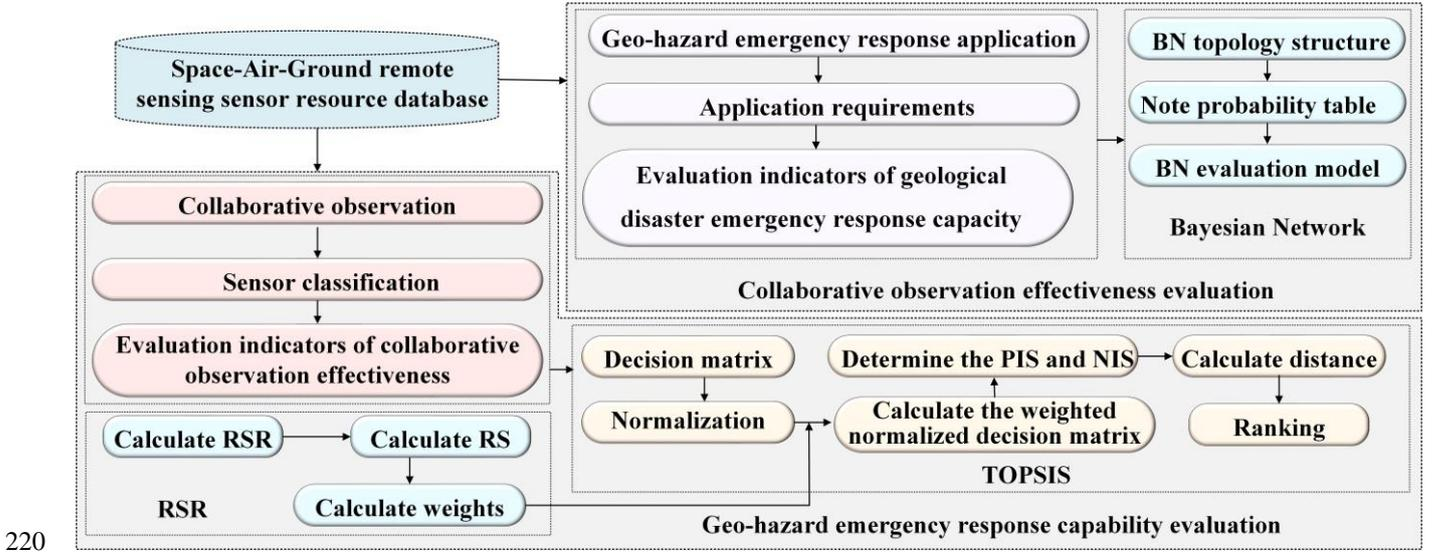 Space-Air-Ground remote
sensing sensor resource database
Geo-hazard emergency response application
Application requirements
Evaluation indicators of geological
disaster emergency response capacity
BN topology structure
Note probability table
BN evaluation model
Bayesian Network
Collaborative observation effectiveness evaluation
Collaborative observation
Sensor classification
Evaluation indicators of collaborative
observation effectiveness
Calculate RSR
Calculate RS
Calculate weights
RSR
Decision matrix
Normalization
Determine the PIS and NIS
Calculate the weighted
normalized decision matrix
Calculate distance
Ranking
TOPSIS
Geo-hazard emergency response capability evaluation
220